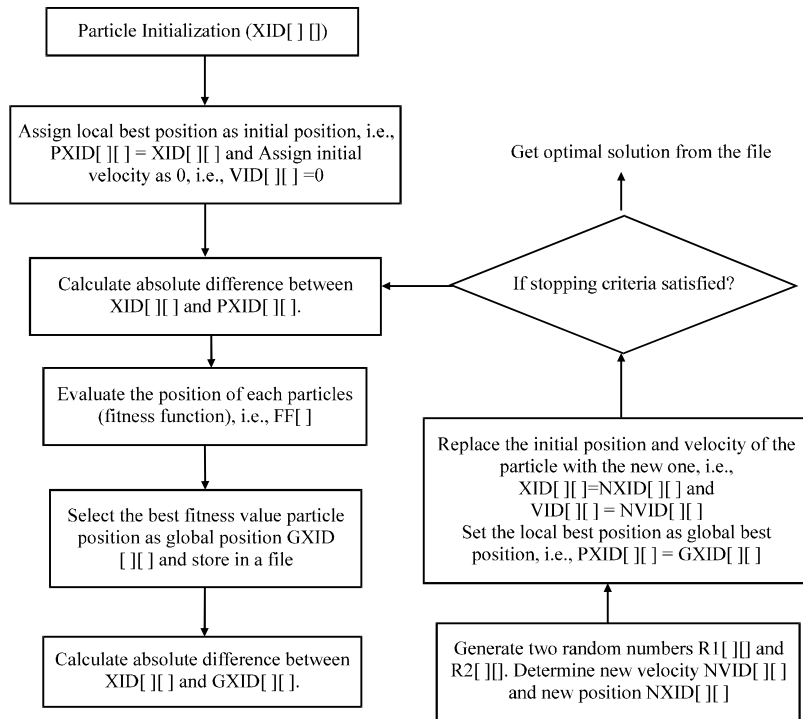 Particle Initialization (XID[ ] [])
Assign local best position as initial position, i.e.,
PXID[ ][ ] = XID[ ][ ] and Assign initial
velocity as 0, i.e., VID[ ][ ] =0
Calculate absolute difference between
XID[ ][ ] and PXID[ ][ ].
Evaluate the position of each particles
(fitness function), i.e., FF[ ]
Select the best fitness value particle
position as global position GXID
[ ][ ] and store in a file
Calculate absolute difference between
XID[ ][ ] and GXID[ ][ ].
Generate two random numbers R1[ ][] and
R2[ ][]. Determine new velocity NVID[ ][ ]
and new position NXID[ ][ ]
Replace the initial position and velocity of the
particle with the new one, i.e.,
XID[ ][ ]=NXID[ ][ ] and
VID[ ][ ] = NVID[ ][ ]
Set the local best position as global best
position, i.e., PXID[ ][ ] = GXID[ ][ ]
If stopping criteria satisfied?
Get optimal solution from the file